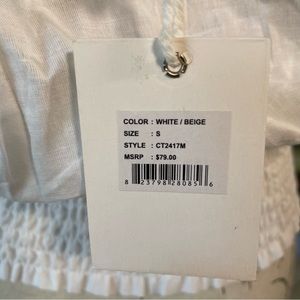 COLOR : WHITE / BEIGE
SIZE : S
STYLE : CT2417M
MSRP : $79.00
8 23798 28085 6